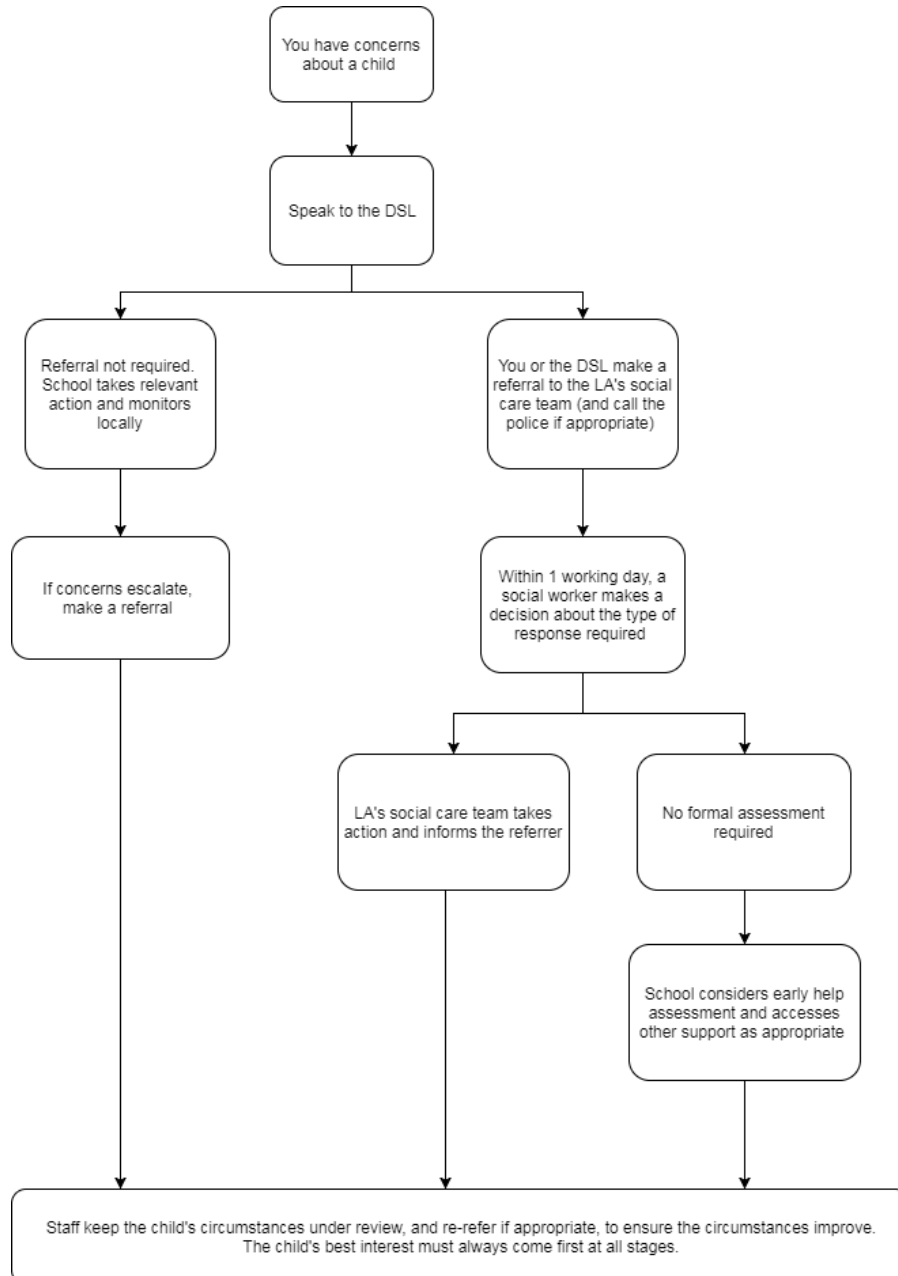 You have concerns
about a child
Speak to the DSL
Referral not required.
School takes relevant
action and monitors
locally
You or the DSL make a
referral to the LA's social
care team (and call the
police if appropriate)
If concerns escalate,
make a referral
Within 1 working day, a
social worker makes a
decision about the type of
response required
LA's social care team takes
action and informs the referrer
No formal assessment
required
School considers early help
assessment and accesses
other support as appropriate
Staff keep the child's circumstances under review, and re-refer if appropriate, to ensure the circumstances improve.
The child's best interest must always come first at all stages.